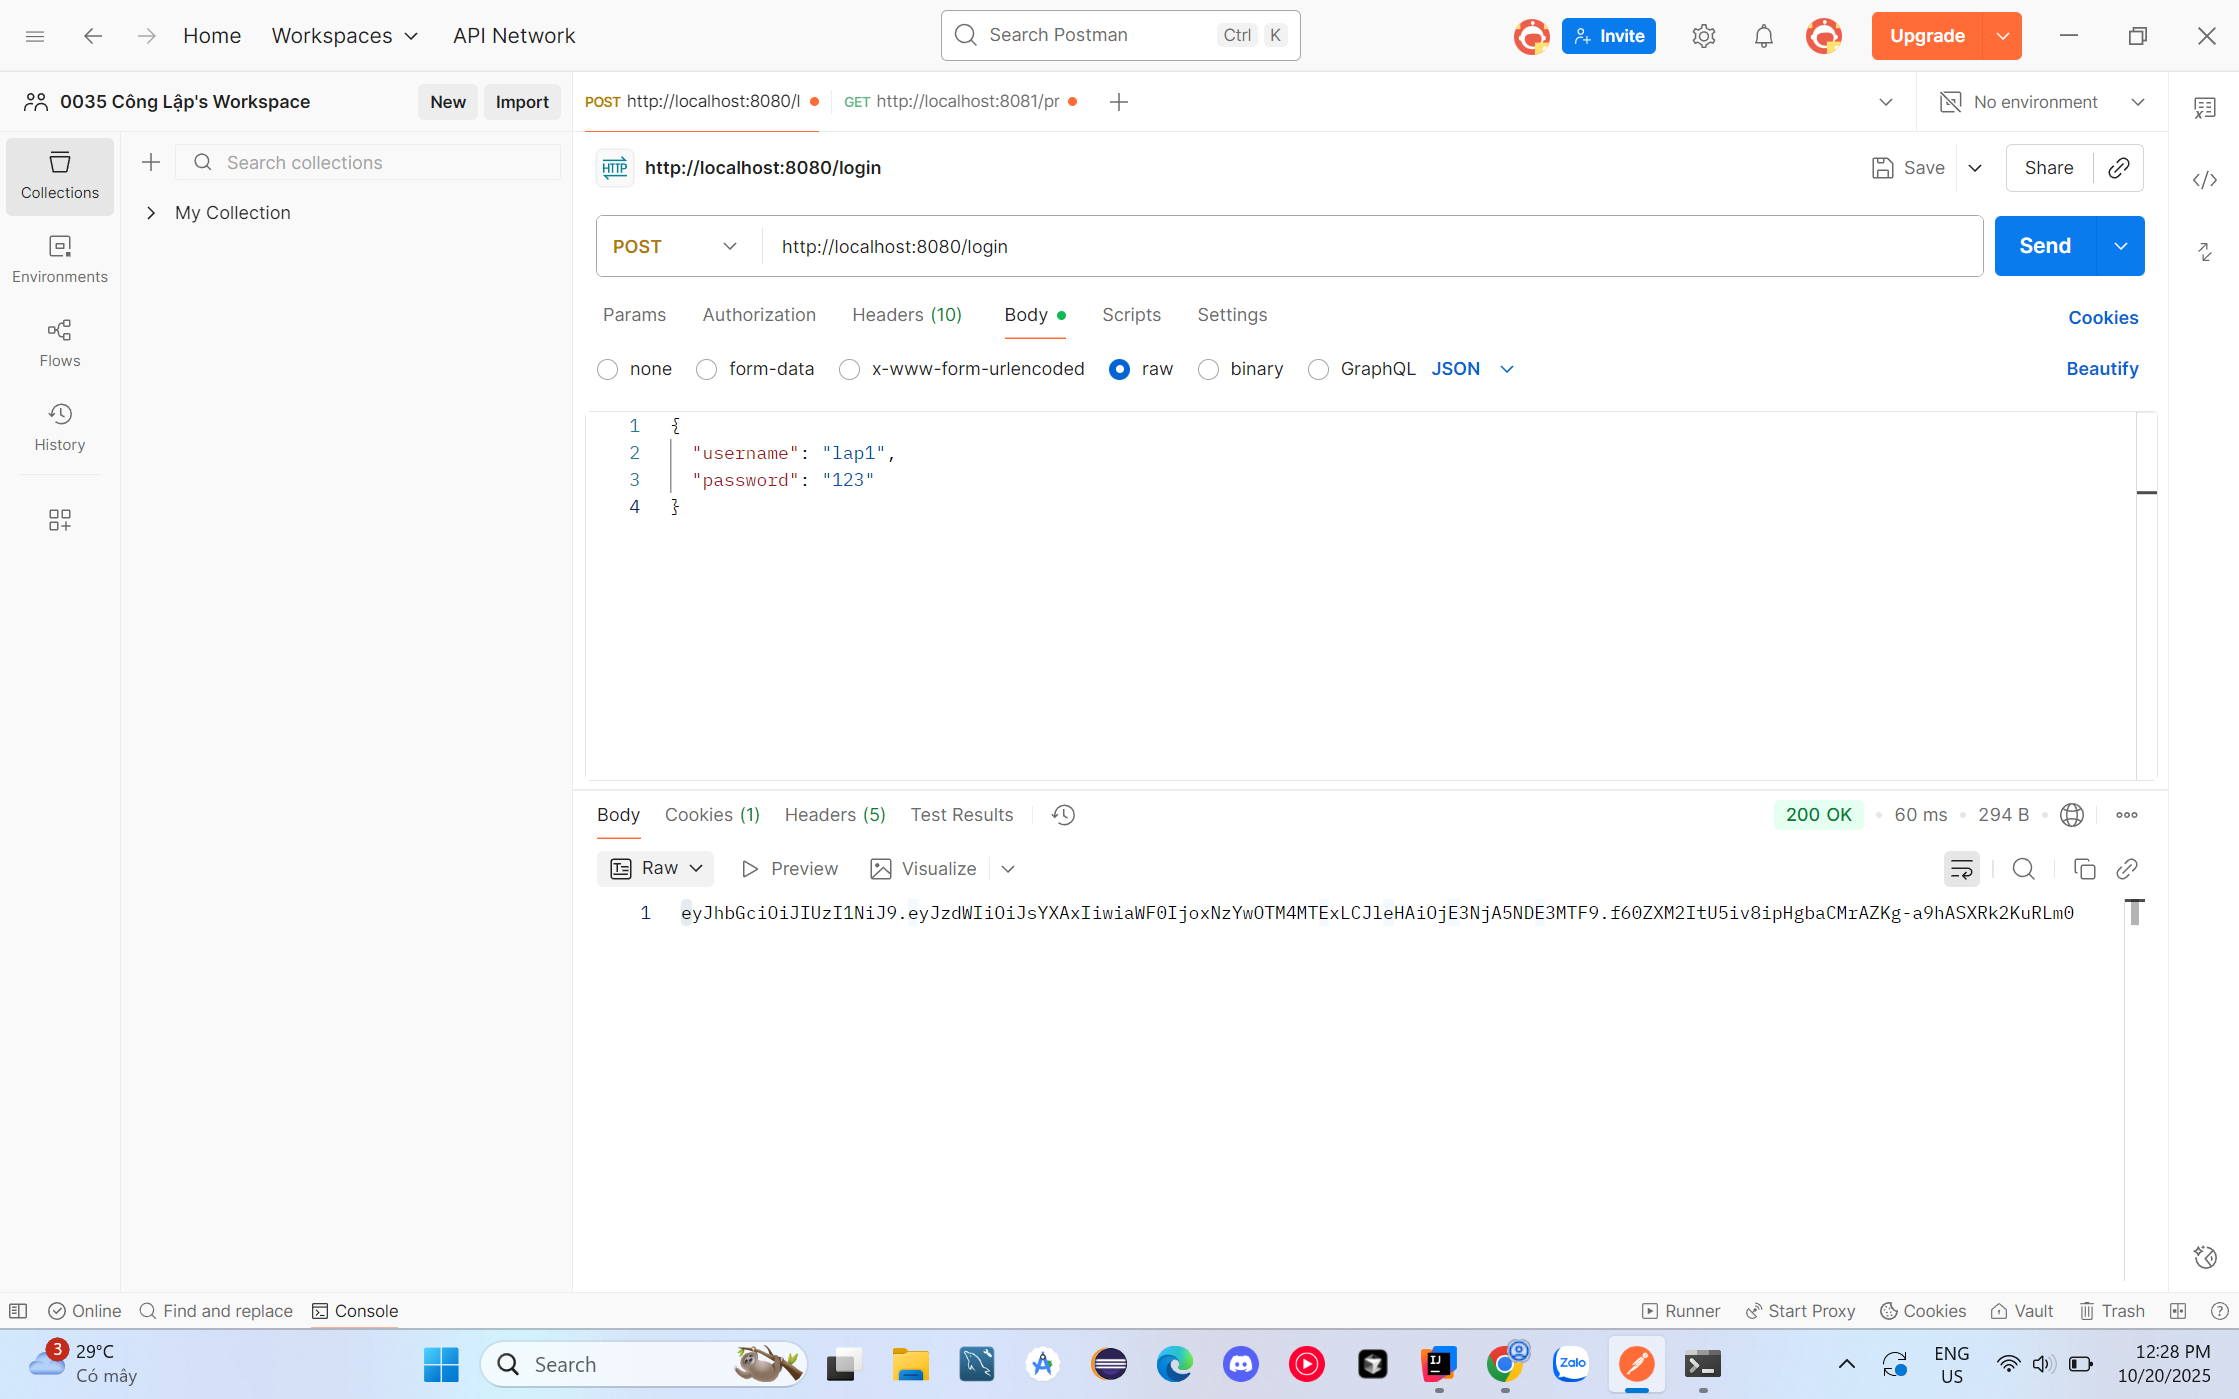 Home
Workspaces
API Network
Search Postman
Ctrl
K
Invite
Upgrade
0035 Công Lập's Workspace
New
Import
POST http://localhost:8080/l
GET http://localhost:8081/pr
No environment
Collections
Environments
Flows
History
Search collections
My Collection
HTTP
http://localhost:8080/login
Save
Share
POST
http://localhost:8080/login
Send
Params
Authorization
Headers (10)
Body
Scripts
Settings
Cookies
none
form-data
x-www-form-urlencoded
raw
binary
GraphQL
JSON
Beautify
1 {
2 "username": "lap1",
3 "password": "123"
4 }
Body
Cookies (1)
Headers (5)
Test Results
200 OK
60 ms
294 B
Raw
Preview
Visualize
1 eyJhbGciOiJIUzI1NiJ9.eyJzdWIiOiJsYXAxIiwiaWF0IjoxNzYwOTM4MTExLCJleHAiOjE3NjA5NDE3MTF9.f60ZXM2ItU5iv8ipHgbaCMrAZKg-a9hASXRk2KuRLm0
Online
Find and replace
Console
Runner
Start Proxy
Cookies
Vault
Trash
3
29°C
Có mây
Search
IJ
Zalo
ENG
US
12:28 PM
10/20/2025